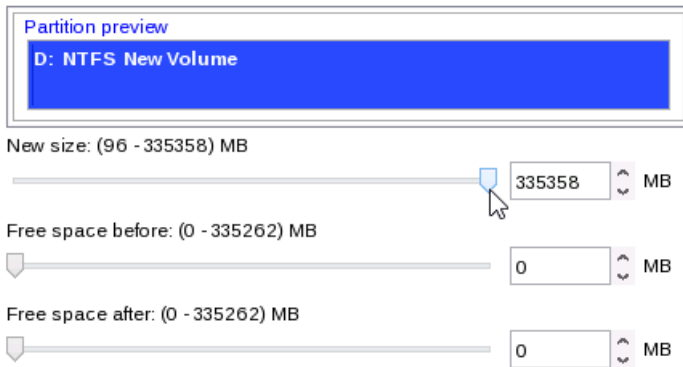 Partition preview
D: NTFS New Volume
New size: (96 - 335358) MB
335358 MB
Free space before: (0 - 335262) MB
0 MB
Free space after: (0 - 335262) MB
0 MB